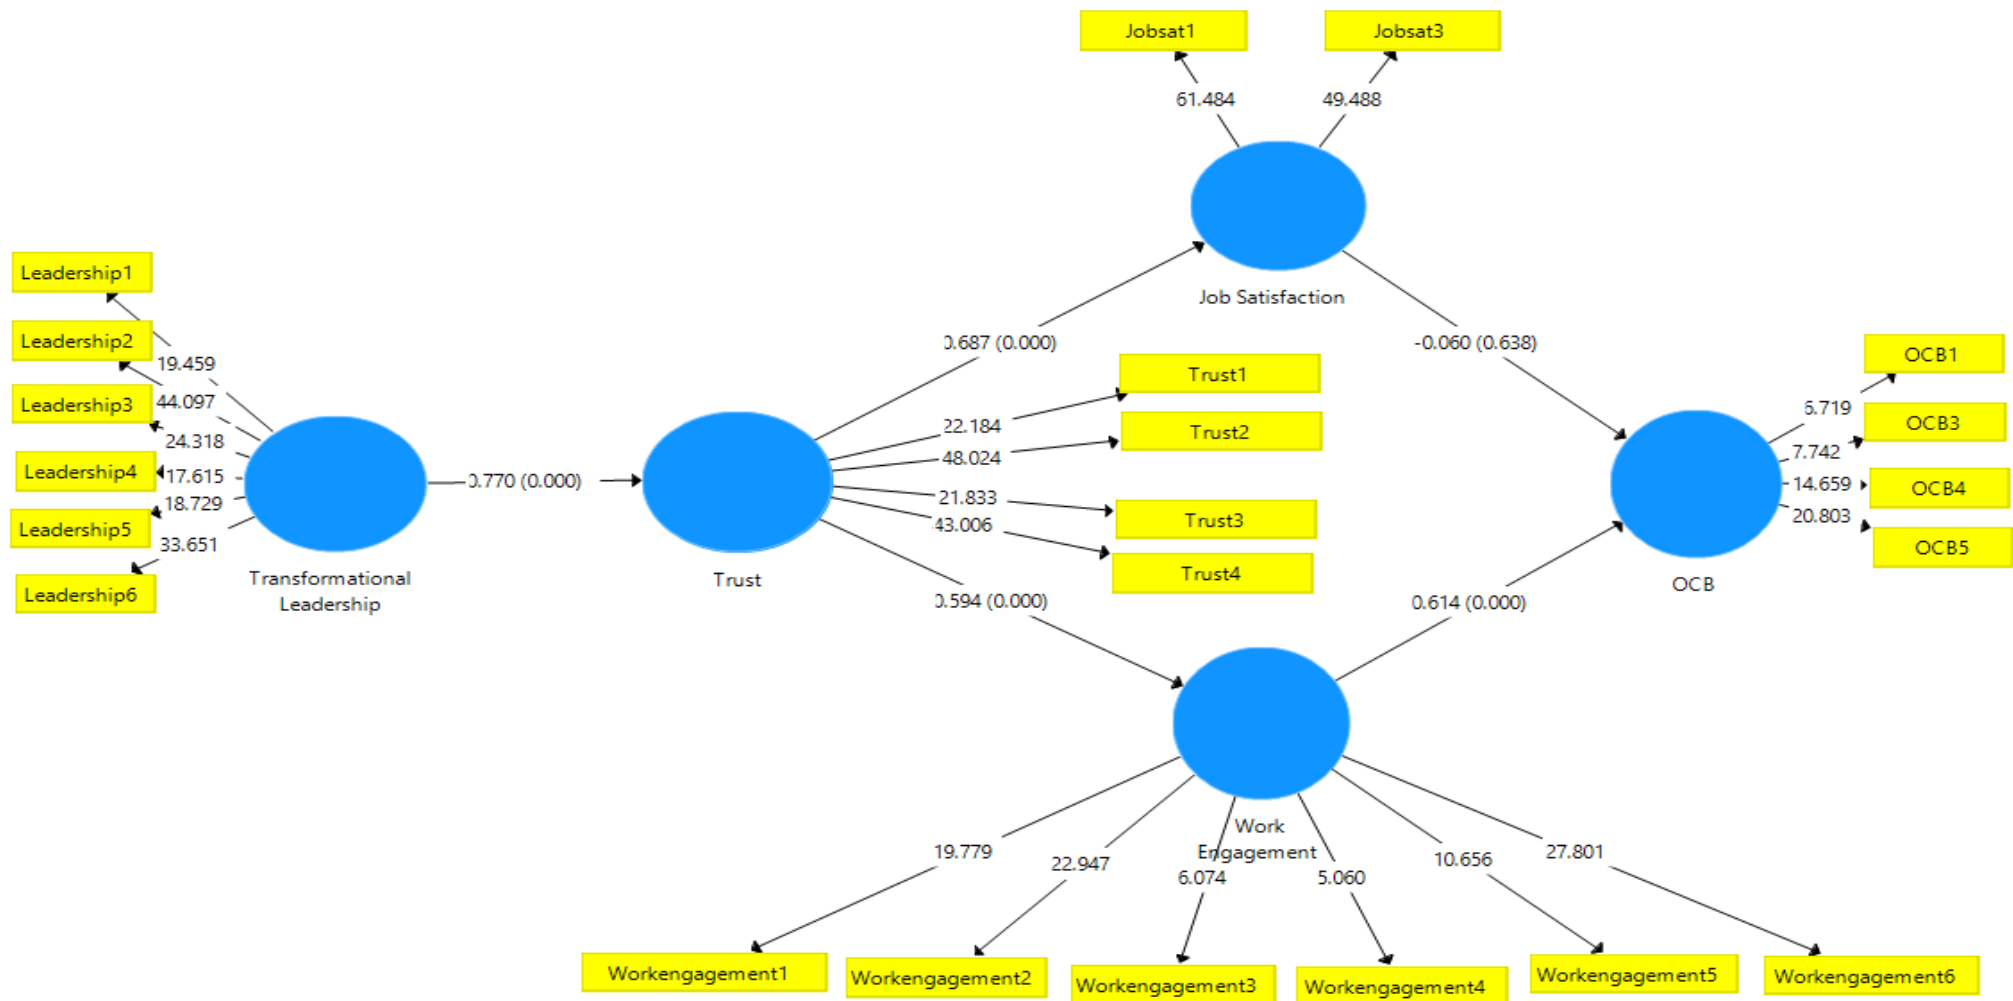 Jobsat1
Jobsat3
61.484
49.488
Job Satisfaction
Leadership1
Leadership2
Leadership3
Leadership4
Leadership5
Leadership6
19.459
44.097
24.318
17.615
18.729
33.651
Transformational
Leadership
0.770 (0.000)
Trust
0.687 (0.000)
Trust1
Trust2
Trust3
Trust4
22.184
48.024
21.833
43.006
0.594 (0.000)
-0.060 (0.638)
0.614 (0.000)
OCB1
OCB3
OCB4
OCB5
7.742
14.659
20.803
OCB
Work
Engagement
19.779
22.947
6.074
5.060
10.656
27.801
Workengagement1
Workengagement2
Workengagement3
Workengagement4
Workengagement5
Workengagement6